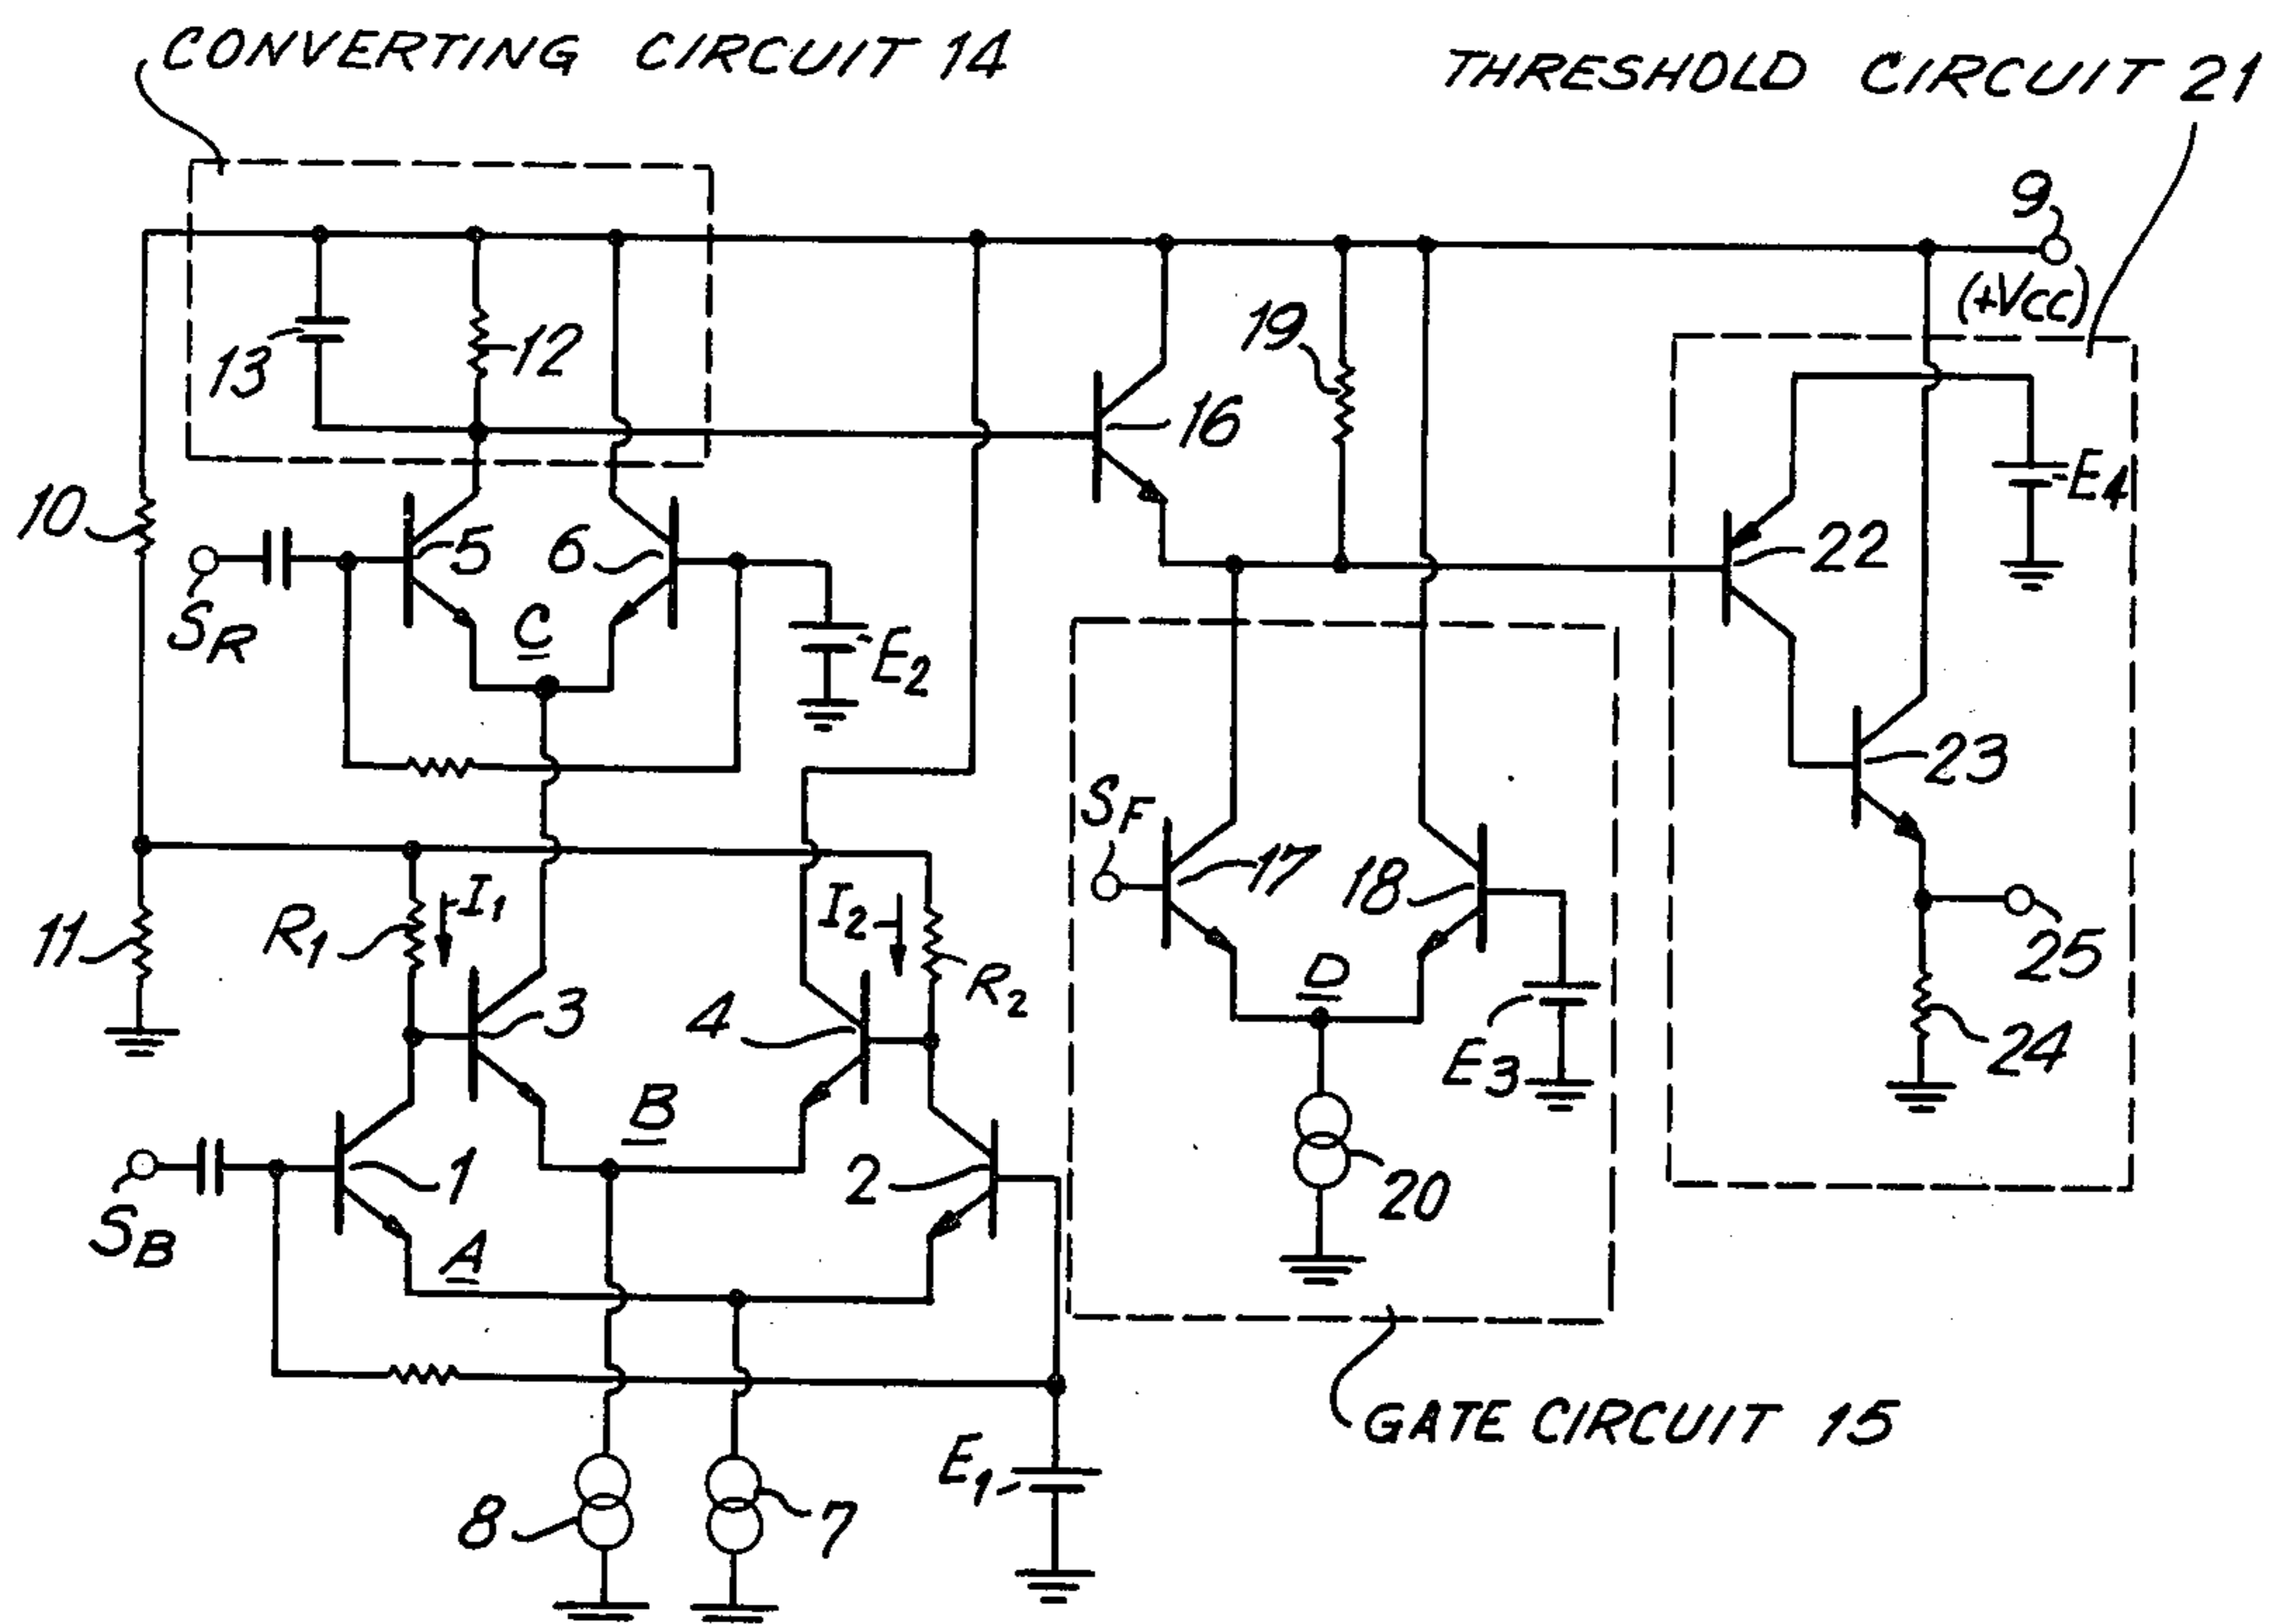 CONVERTING CIRCUIT 14
THRESHOLD CIRCUIT 21
9
(+VCC)
13
12
19
16
E4
10
5
6
22
SR
C
E2
23
SF
17
18
I1
I2
R1
11
R2
25
3
4
D
E3
24
B
1
2
20
SB
A
GATE CIRCUIT 15
E1
8
7